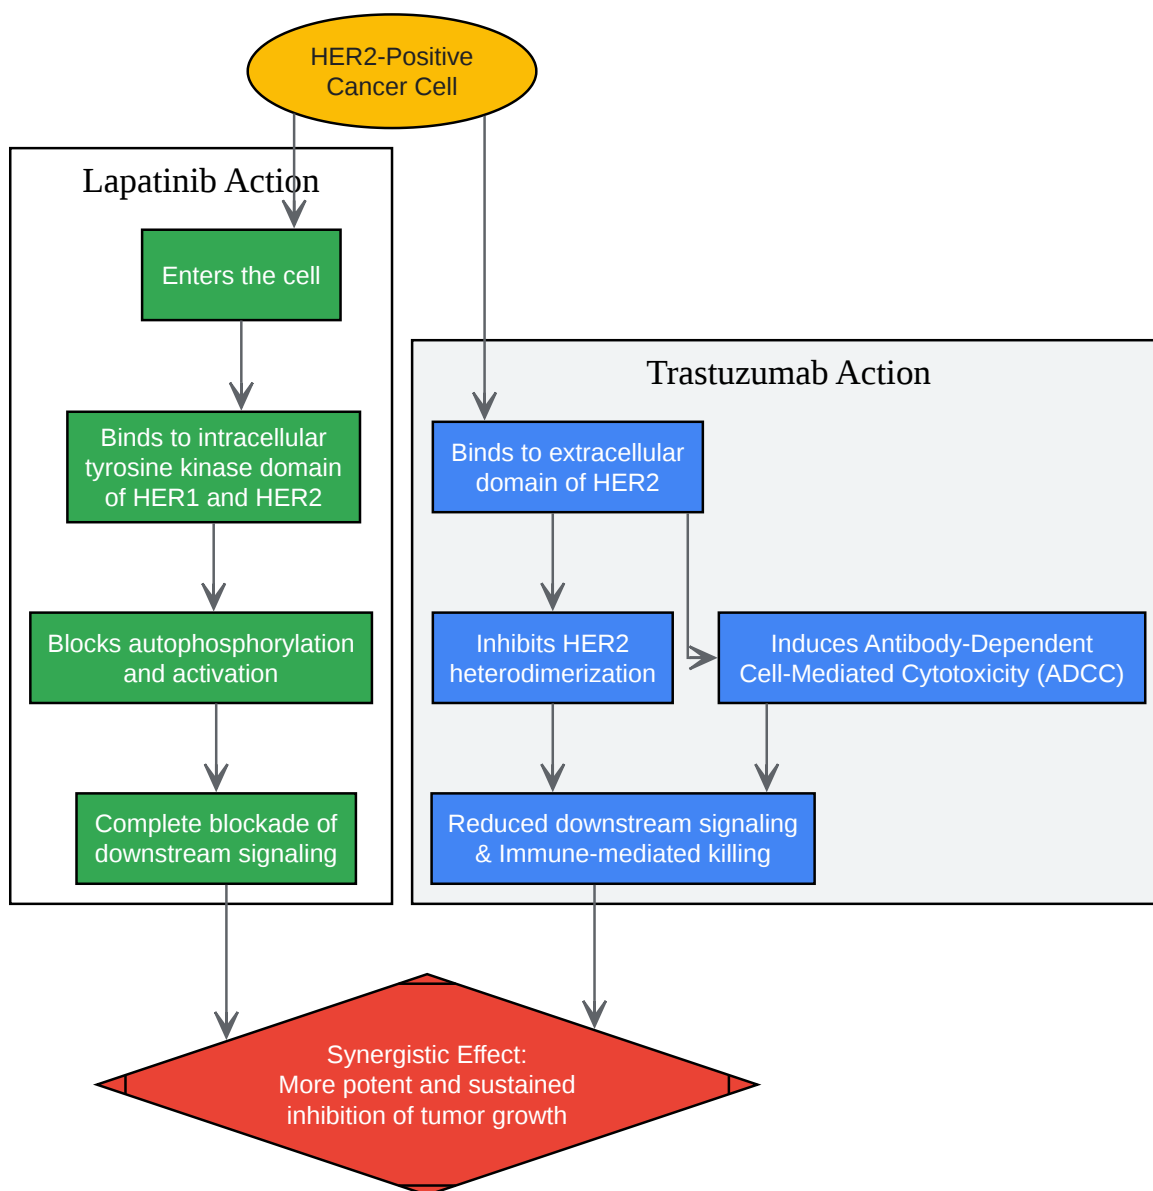 HER2-Positive
Cancer Cell
Lapatinib Action
Enters the cell
Binds to intracellular
tyrosine kinase domain
of HER1 and HER2
Blocks autophosphorylation
and activation
Complete blockade of
downstream signaling
Trastuzumab Action
Binds to extracellular
domain of HER2
Inhibits HER2
heterodimerization
Induces Antibody-Dependent
Cell-Mediated Cytotoxicity (ADCC)
Reduced downstream signaling
& Immune-mediated killing
Synergistic Effect:
More potent and sustained
inhibition of tumor growth